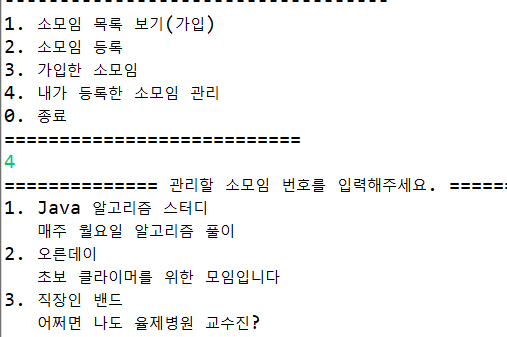 ===================================
1. 소모임 목록 보기(가입)
2. 소모임 등록
3. 가입한 소모임
4. 내가 등록한 소모임 관리
0. 종료
===========================
4
============== 관리할 소모임 번호를 입력해주세요. ======
1. Java 알고리즘 스터디
매주 월요일 알고리즘 풀이
2. 오른데이
초보 클라이머를 위한 모임입니다
3. 직장인 밴드
어쩌면 나도 율제병원 교수진?